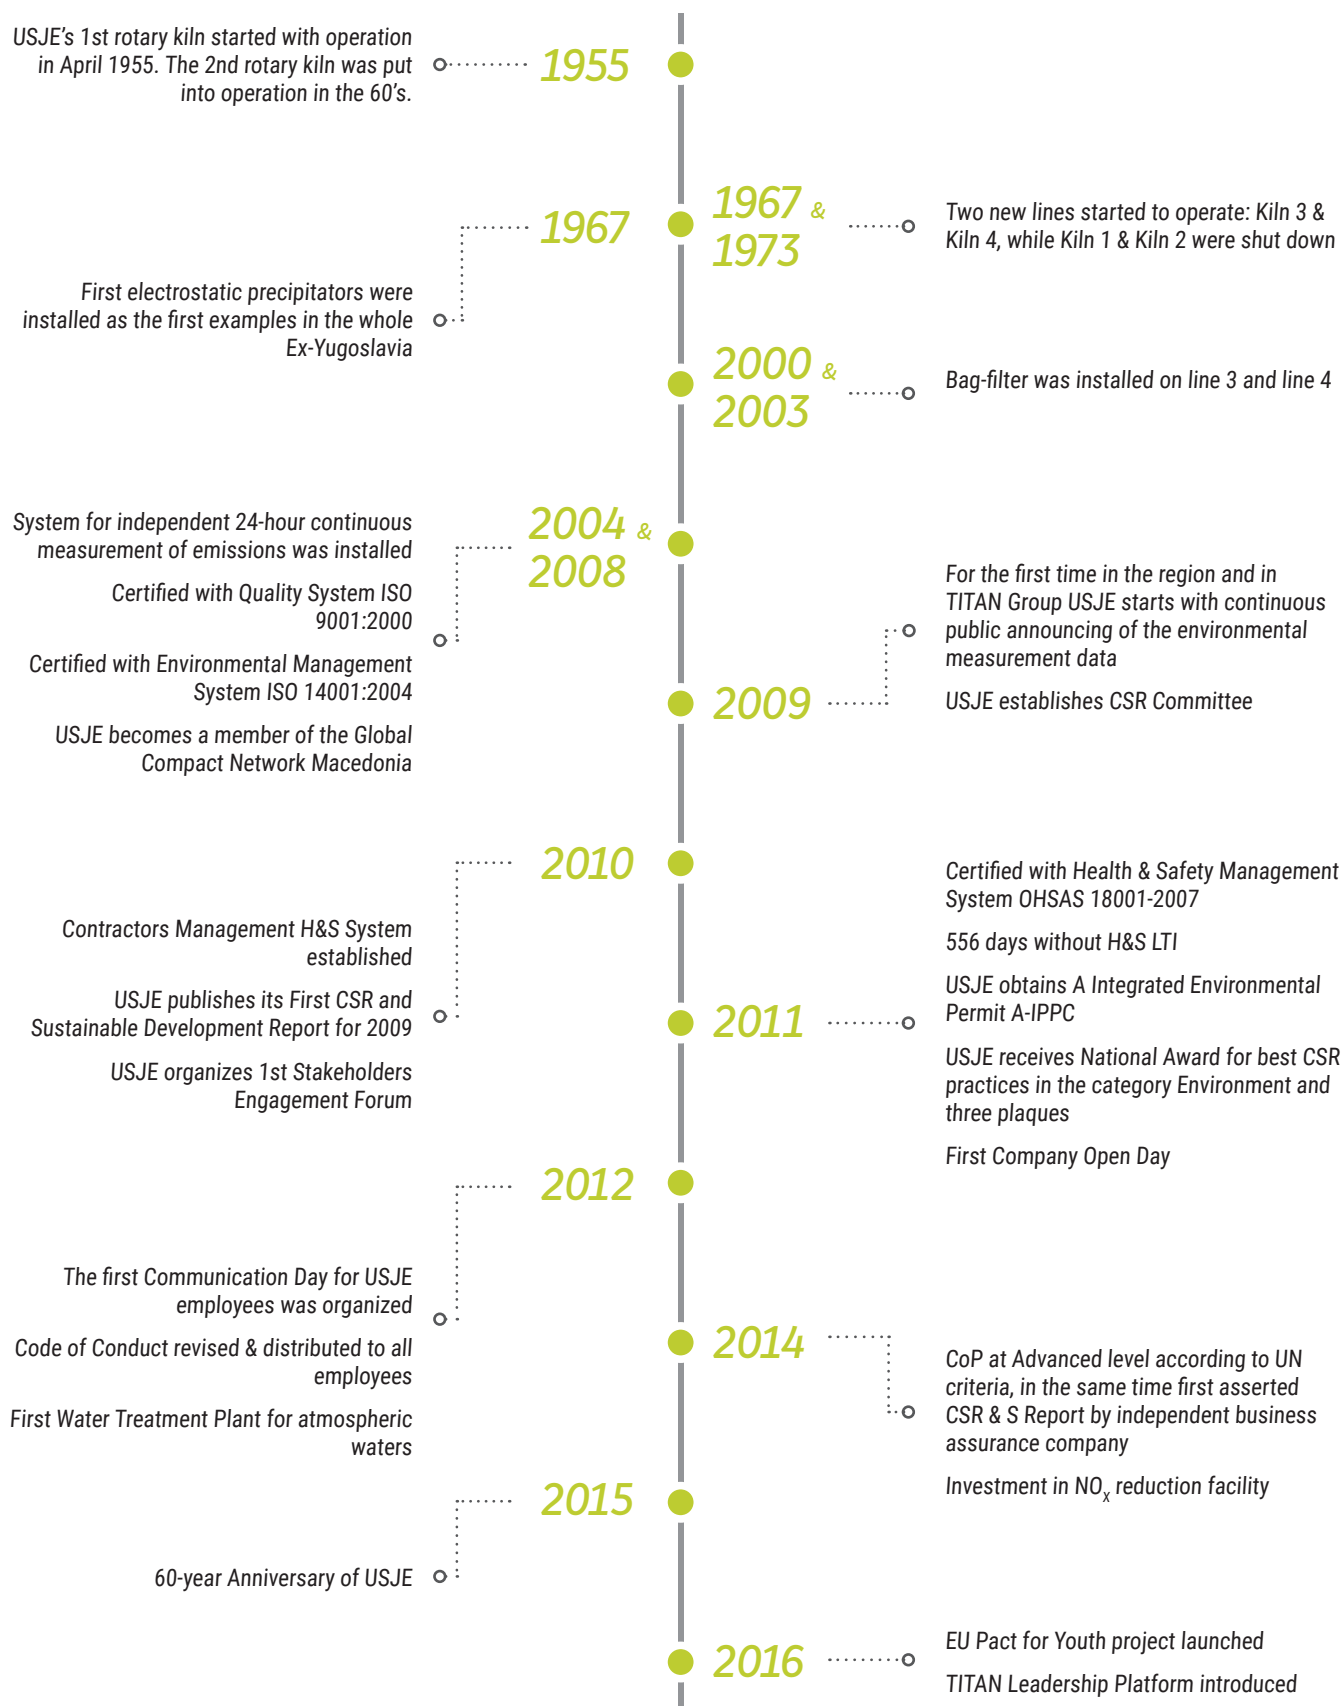 USJE's 1st rotary kiln started with operation
in April 1955. The 2nd rotary kiln was put
into operation in the 60's.
1955
1967
First electrostatic precipitators were
installed as the first examples in the whole
Ex-Yugoslavia
1967 &
1973
Two new lines started to operate: Kiln 3 &
Kiln 4, while Kiln 1 & Kiln 2 were shut down
2000 &
2003
Bag-filter was installed on line 3 and line 4
2004 &
2008
System for independent 24-hour continuous
measurement of emissions was installed
Certified with Quality System ISO
9001:2000
Certified with Environmental Management
System ISO 14001:2004
USJE becomes a member of the Global
Compact Network Macedonia
2009
For the first time in the region and in
TITAN Group USJE starts with continuous
public announcing of the environmental
measurement data
USJE establishes CSR Committee
2010
Contractors Management H&S System
established
USJE publishes its First CSR and
Sustainable Development Report for 2009
USJE organizes 1st Stakeholders
Engagement Forum
2011
Certified with Health & Safety Management
System OHSAS 18001-2007
556 days without H&S LTI
USJE obtains A Integrated Environmental
Permit A-IPPC
USJE receives National Award for best CSR
practices in the category Environment and
three plaques
First Company Open Day
2012
The first Communication Day for USJE
employees was organized
Code of Conduct revised & distributed to all
employees
First Water Treatment Plant for atmospheric
waters
2014
CoP at Advanced level according to UN
criteria, in the same time first asserted
CSR & S Report by independent business
assurance company
Investment in NOx reduction facility
2015
60-year Anniversary of USJE
2016
EU Pact for Youth project launched
TITAN Leadership Platform introduced